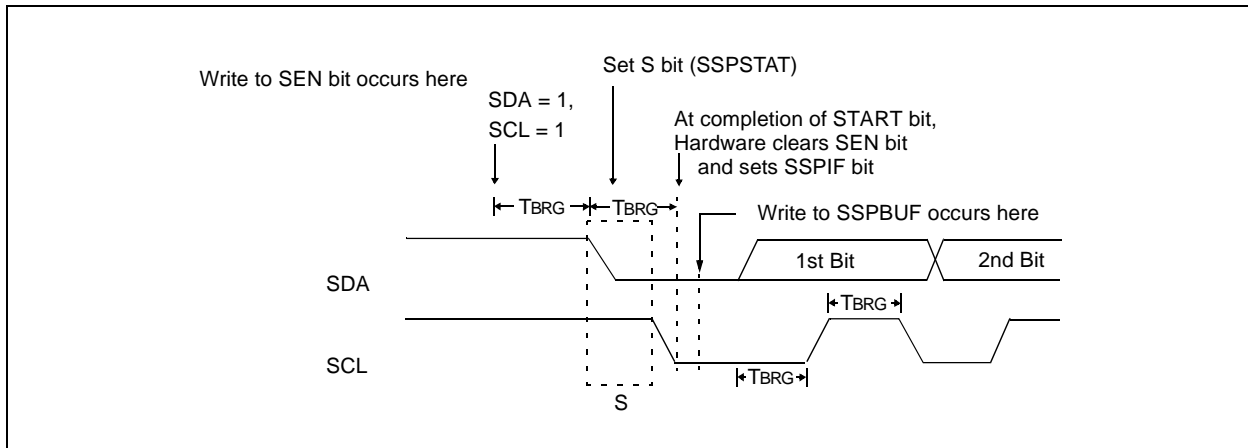 Write to SEN bit occurs here
Set S bit (SSPSTAT)
SDA = 1,
SCL = 1
At completion of START bit,
Hardware clears SEN bit
and sets SSPIF bit
TBRG
TBRG
Write to SSPBUF occurs here
1st Bit
2nd Bit
SDA
TBRG
SCL
TBRG
S